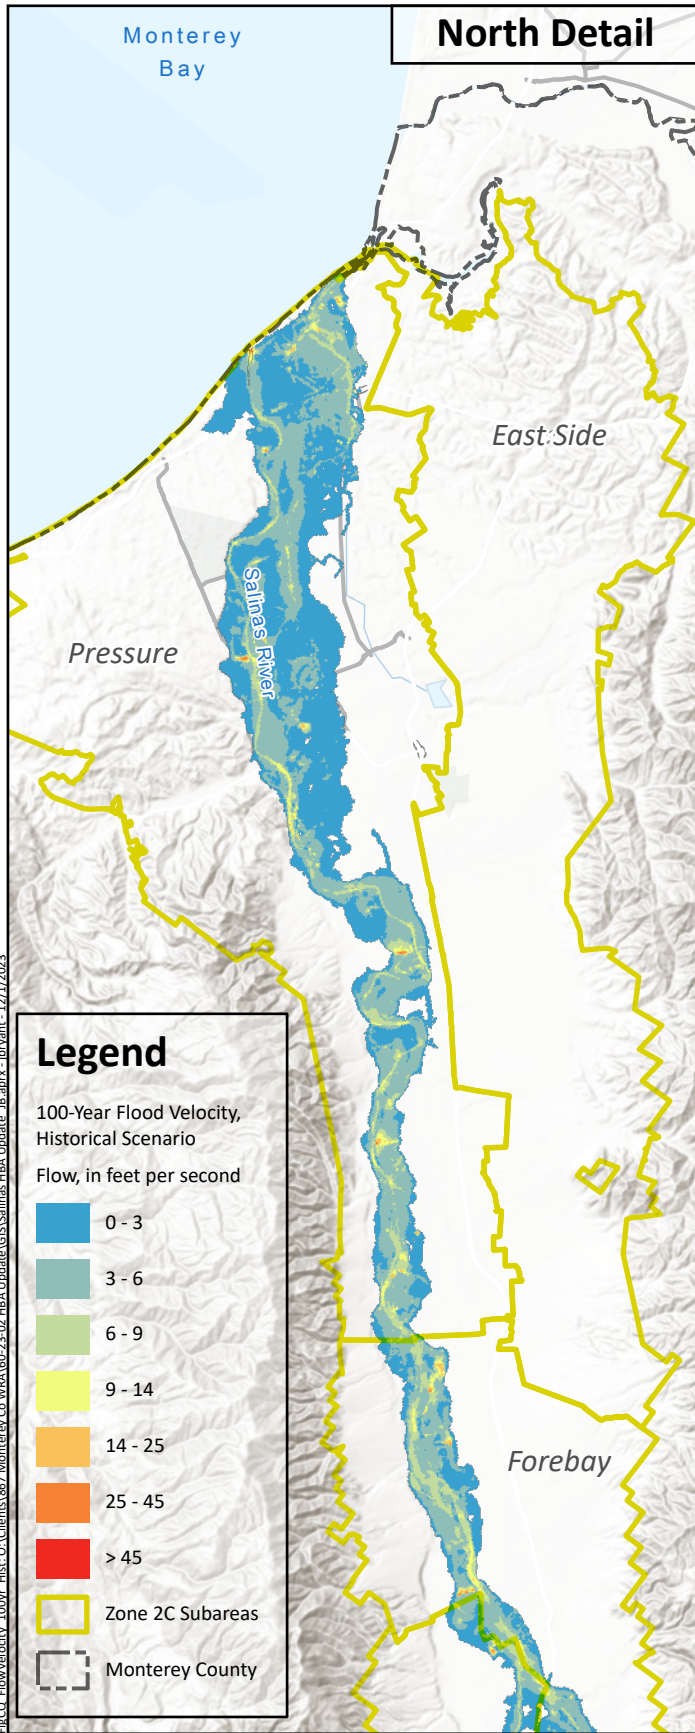 North Detail
Monterey
Bay
East Side
Salinas River
Pressure
Forebay
Legend
100-Year Flood Velocity,
Historical Scenario
Flow, in feet per second
0 - 3
3 - 6
6 - 9
9 - 14
14 - 25
25 - 45
> 45
Zone 2C Subareas
Monterey County